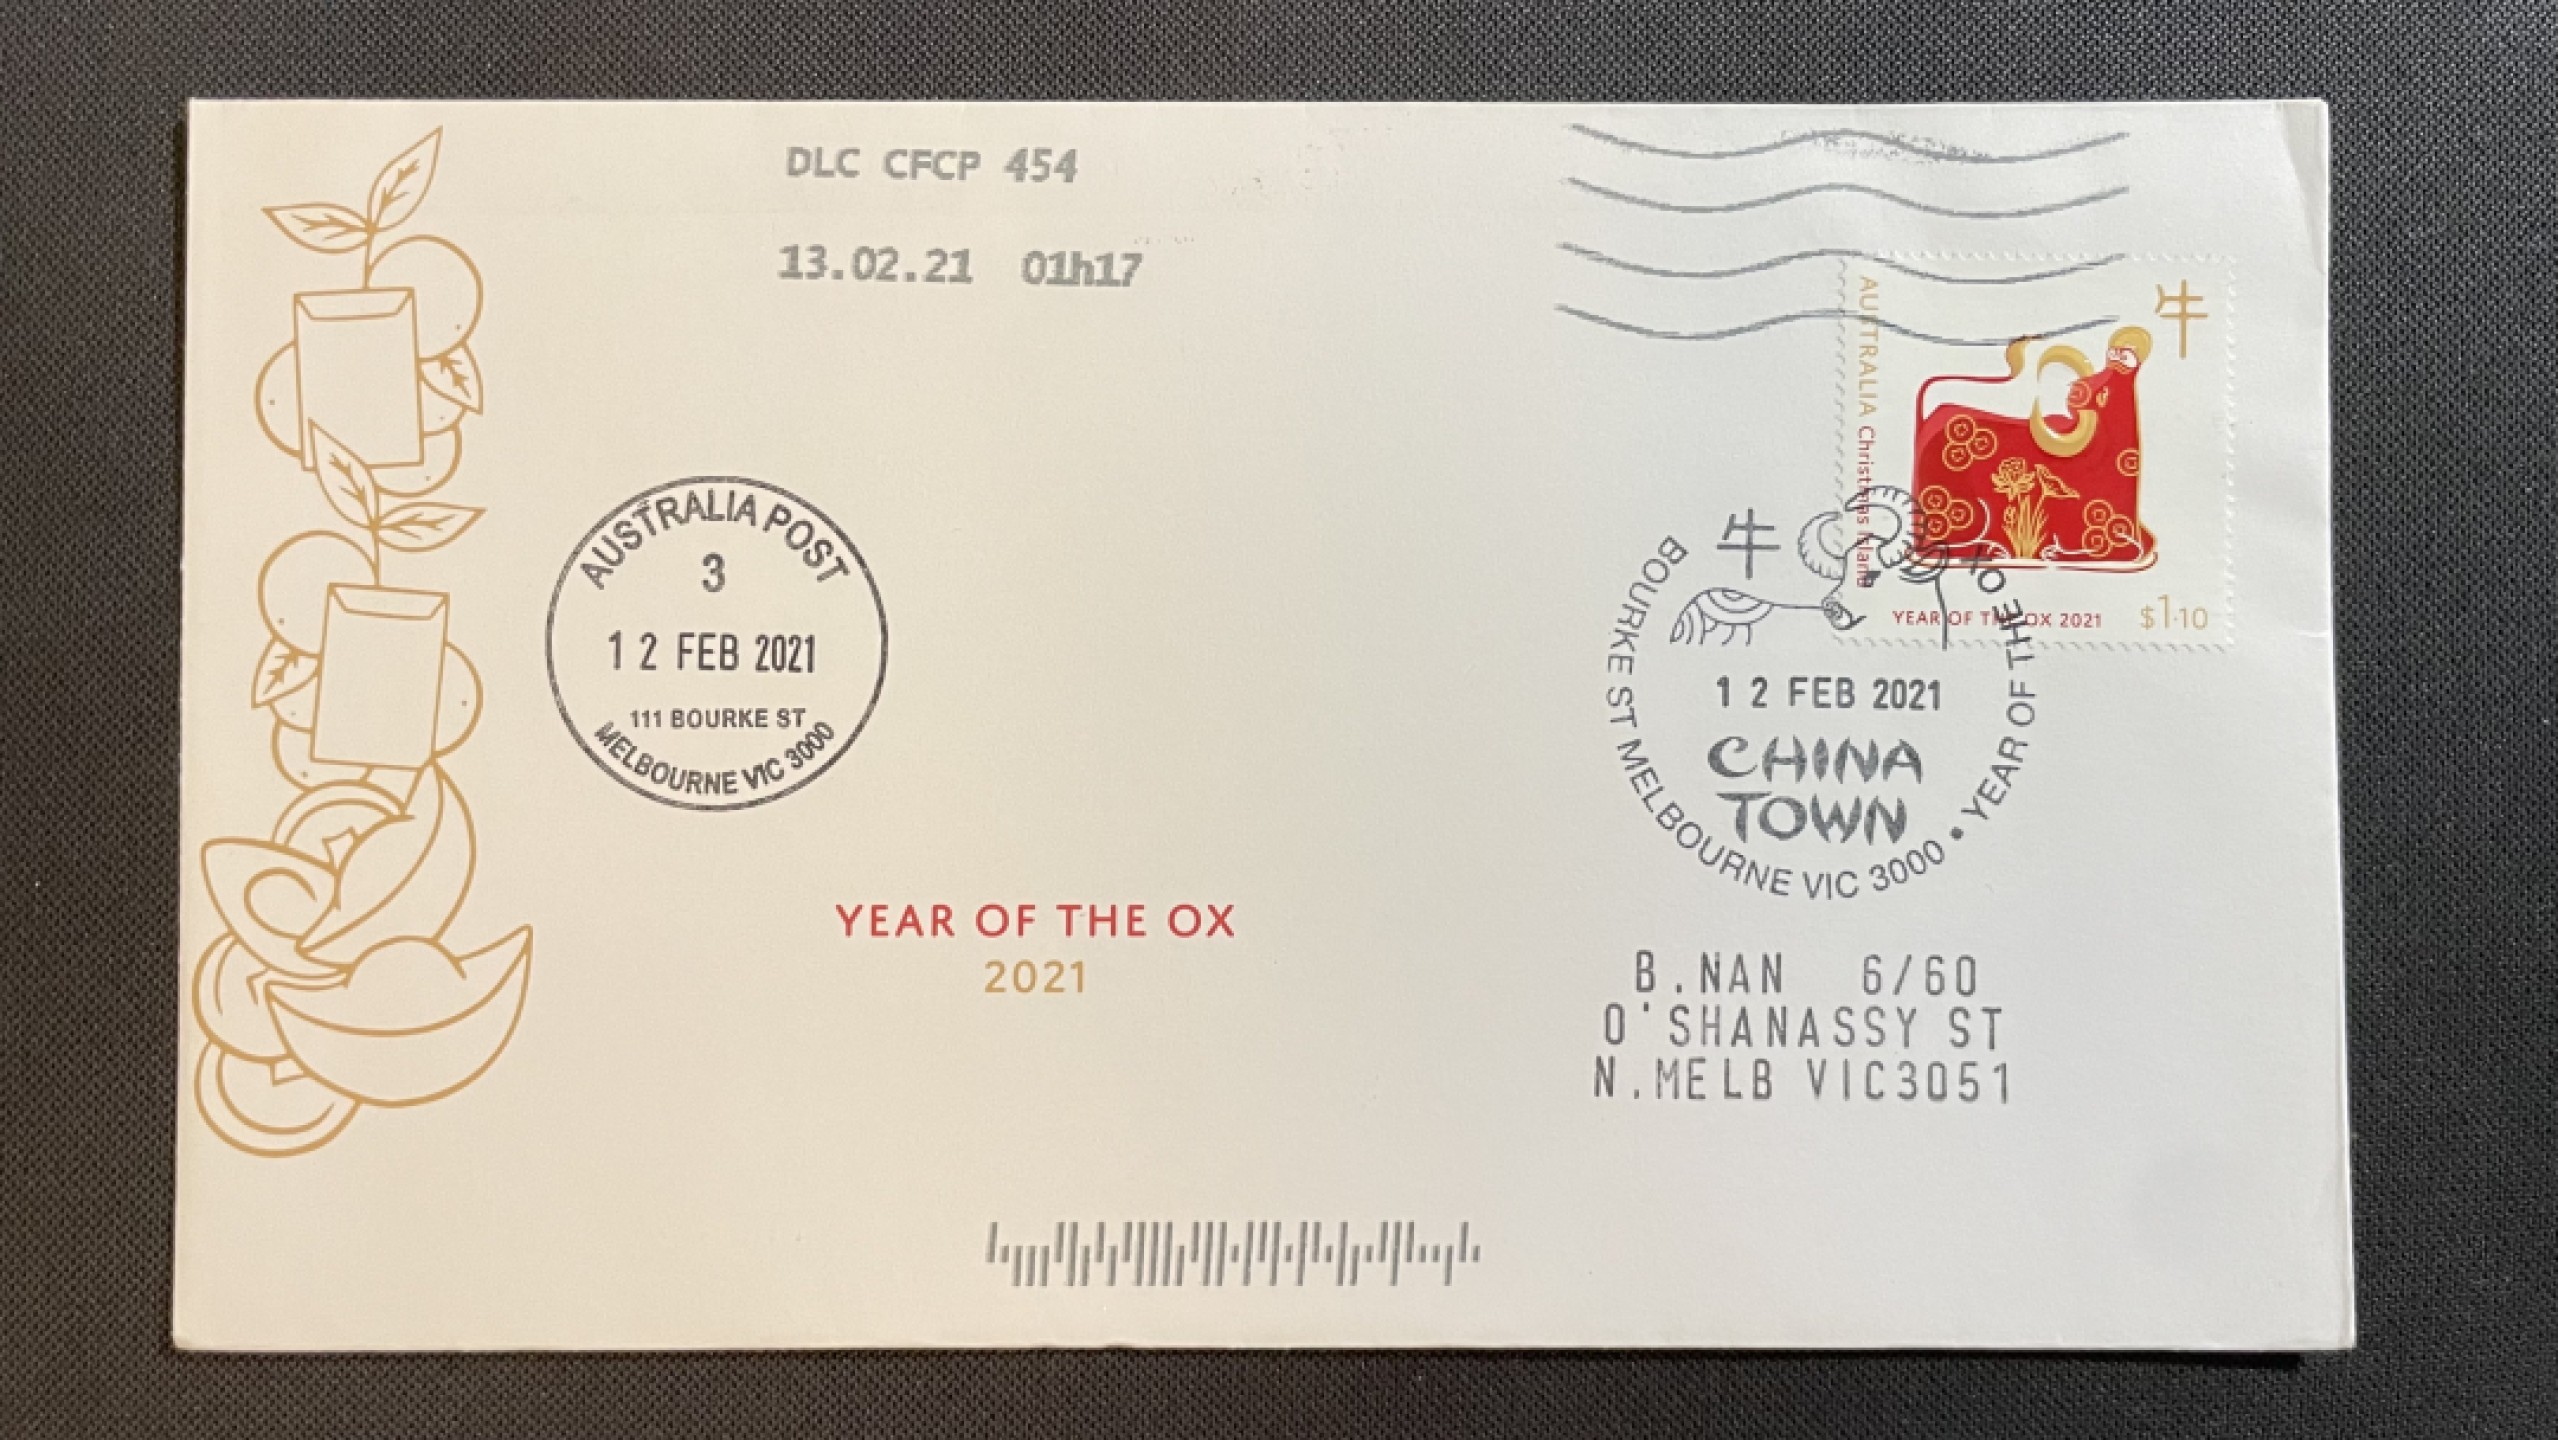 DLC CFCP 454
13.02.21 01h17
AUSTRALIA Christmas Island
牛
YEAR OF THE OX 2021 $1.10
AUSTRALIA POST
3
12 FEB 2021
111 BOURKE ST
MELBOURNE VIC 3000
牛
12 FEB 2021
CHINA
TOWN
BOURKE ST MELBOURNE VIC 3000 • YEAR OF THE OX
YEAR OF THE OX
2021
B.NAN 6/60
O'SHANASSY ST
N.MELB VIC3051